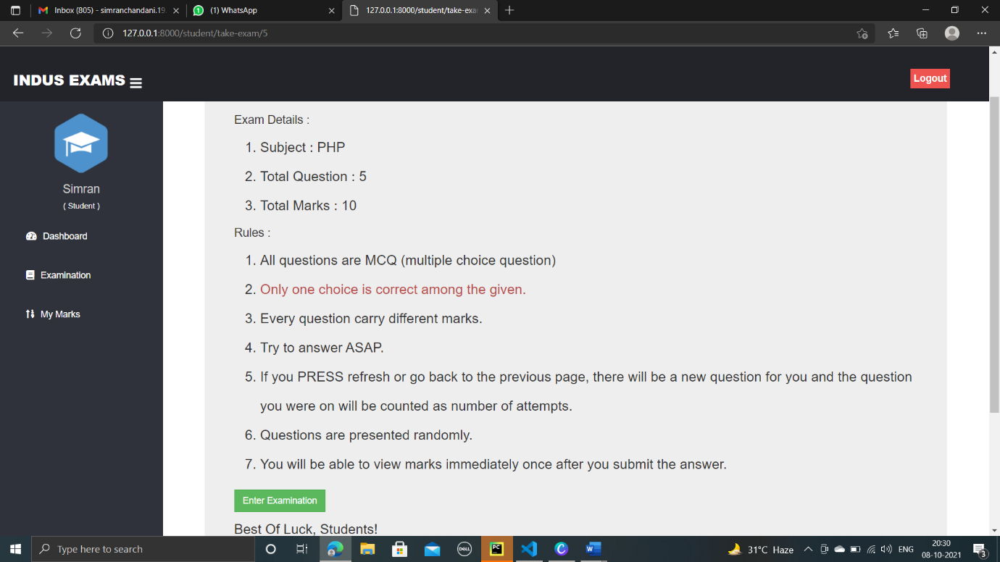 Inbox (805) - simranchandani.19
(1) WhatsApp
127.0.0.1:8000/student/take-exa
127.0.0.1:8000/student/take-exam/5
INDUS EXAMS
Logout
Simran
( Student )
Dashboard
Examination
My Marks
Exam Details :
1. Subject : PHP
2. Total Question : 5
3. Total Marks : 10
Rules :
1. All questions are MCQ (multiple choice question)
2. Only one choice is correct among the given.
3. Every question carry different marks.
4. Try to answer ASAP.
5. If you PRESS refresh or go back to the previous page, there will be a new question for you and the question
you were on will be counted as number of attempts.
6. Questions are presented randomly.
7. You will be able to view marks immediately once after you submit the answer.
Enter Examination
Best Of Luck, Students!
Type here to search
DELL
PC
31°C Haze
ENG
20:30
08-10-2021
3